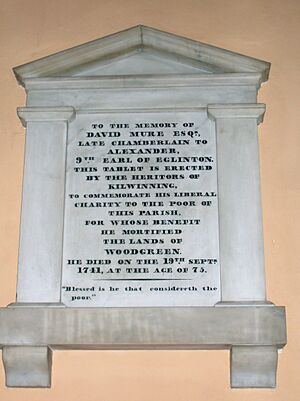 TO THE MEMORY OF
DAVID MURE ESQR.
LATE CHAMBERLAIN TO
ALEXANDER,
9TH EARL OF EGLINTON.
THIS TABLET IS ERECTED
BY THE HERITORS OF
KILWINNING,
TO COMMEMORATE HIS LIBERAL
CHARITY TO THE POOR OF
THIS PARISH,
FOR WHOSE BENEFIT
HE MORTIFIED
THE LANDS OF
WOODGREEN.
HE DIED ON THE 19TH SEPT.
1741, AT THE AGE OF 75.
"Blessed is he that considereth the
poor."